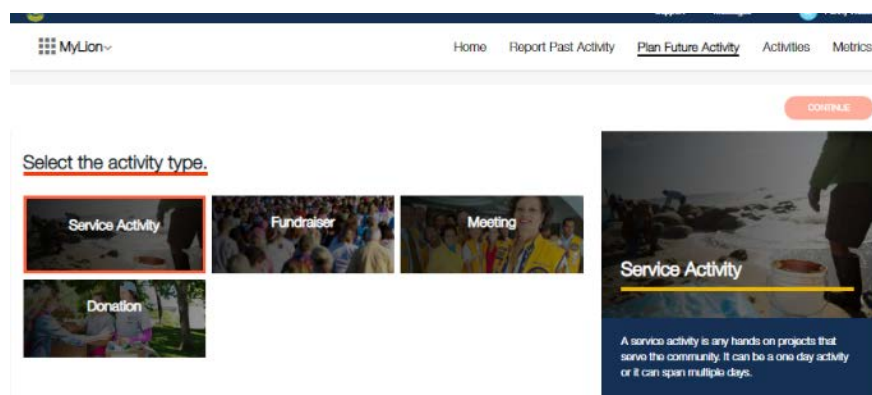 MyLion
Home Report Past Activity Plan Future Activity Activities Metrics
CONTINUE
Select the activity type.
Service Activity Fundraiser Meeting
Donation
Service Activity
A service activity is any hands on projects that
serve the community. It can be a one day activity
or it can span multiple days.